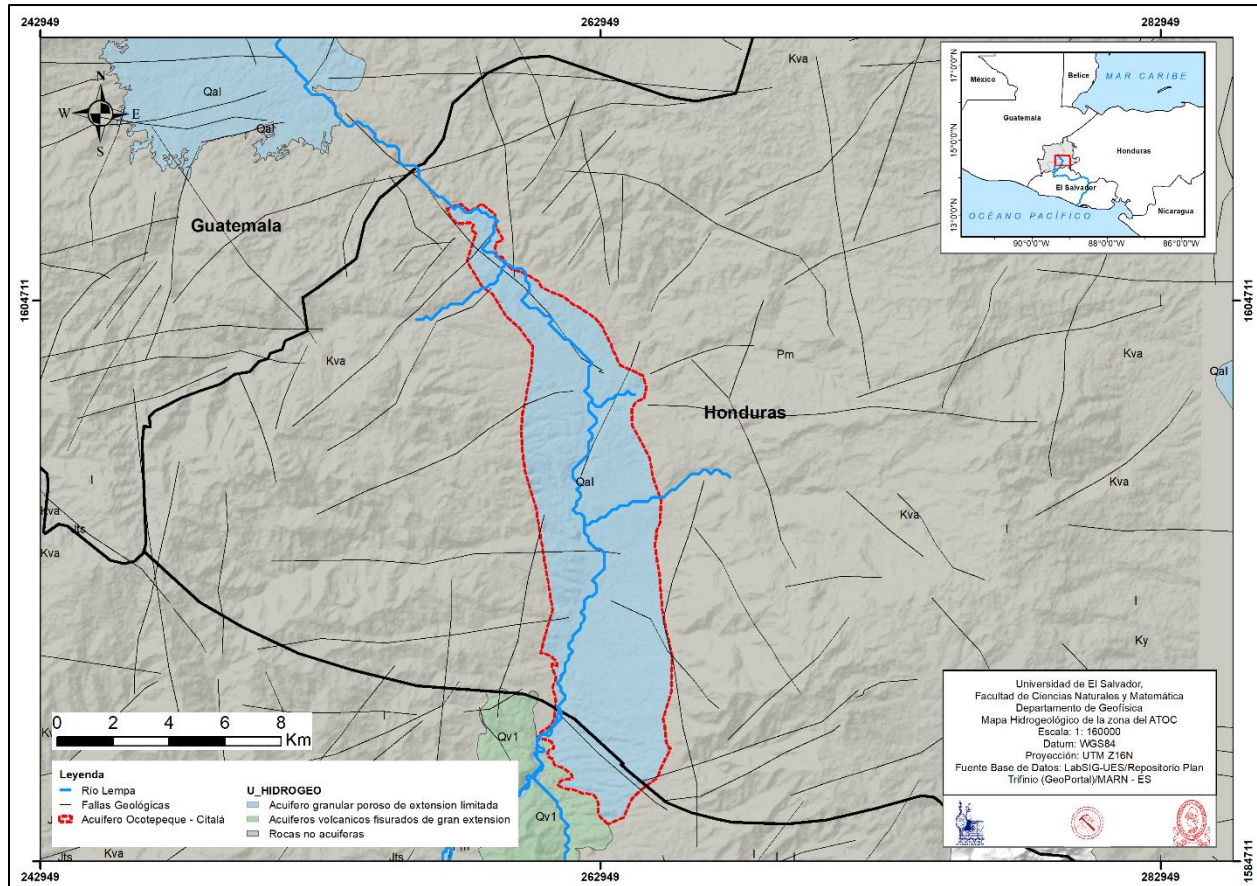 242949
262949
282949
Kva
Qal
Qal
N
W
E
S
Guatemala
1604711
1604711
Kva
Pm
Kva
I
Qal
Honduras
Qal
I
Kva
Jts
Kva
Kva
Kva
I
I
Ky
Qv1
Qv1
Kva
Jts
I
México
Belice
MAR CARIBE
Guatemala
Honduras
El Salvador
Nicaragua
OCÉANO PACÍFICO
17°0'0"N
15°0'0"N
13°0'0"N
90°0'0"W
88°0'0"W
86°0'0"W
0 2 4 6 8
Km
Leyenda
Río Lempa
Fallas Geológicas
Acuífero Ocotepeque - Citalá
U_HIDROGEO
Acuifero granular poroso de extension limitada
Acuiferos volcanicos fisurados de gran extension
Rocas no acuiferas
Universidad de El Salvador,
Facultad de Ciencias Naturales y Matemática
Departamento de Geofísica
Mapa Hidrogeológico de la zona del ATOC
Escala: 1: 160000
Datum: WGS84
Proyección: UTM Z16N
Fuente Base de Datos: LabSIG-UES/Repositorio Plan
Trifinio (GeoPortal)/MARN - ES
1584711
242949
262949
282949